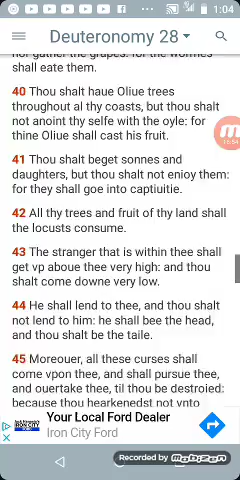 1:04
Deuteronomy 28
nor gather the grapes: for the wormes
shall eate them.
16:54
40 Thou shalt haue Oliue trees
throughout al thy coasts, but thou shalt
not anoint thy selfe with the oyle: for
thine Oliue shall cast his fruit.
41 Thou shalt beget sonnes and
daughters, but thou shalt not enioy them:
for they shall goe into captiuitie.
42 All thy trees and fruit of thy land shall
the locusts consume.
43 The stranger that is within thee shall
get vp aboue thee very high: and thou
shalt come downe very low.
44 He shall lend to thee, and thou shalt
not lend to him: he shall bee the head,
and thou shalt be the taile.
45 Moreouer, all these curses shall
come vpon thee, and shall pursue thee,
and ouertake thee, til thou be destroied:
because thou hearkenedst not vnto
IRON CITY
Your Local Ford Dealer
Iron City Ford
Recorded by mobizen